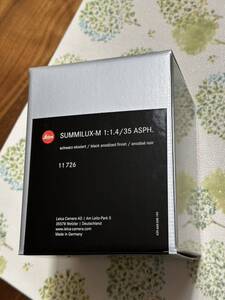 Leica
SUMMILUX-M 1:1.4/35 ASPH.
schwarz eloxiert / black anodized finish / anodisé noir
11 726
Leica Camera AG / Am Leitz-Park 5
35578 Wetzlar / Deutschland
www.leica-camera.com
Made in Germany